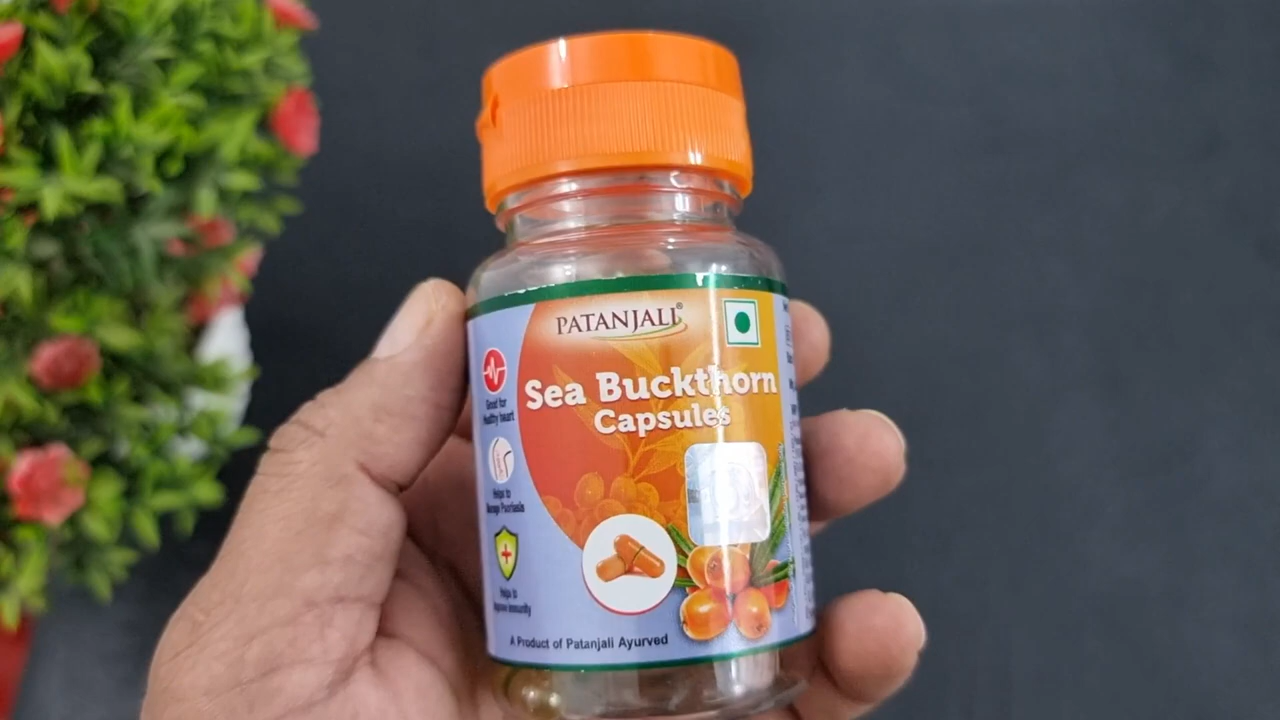 PATANJALI®
Sea Buckthorn
Capsules
Good for
Healthy heart
Helps to
Manage Psoriasis
Helps to
Improve immunity
A Product of Patanjali Ayurved